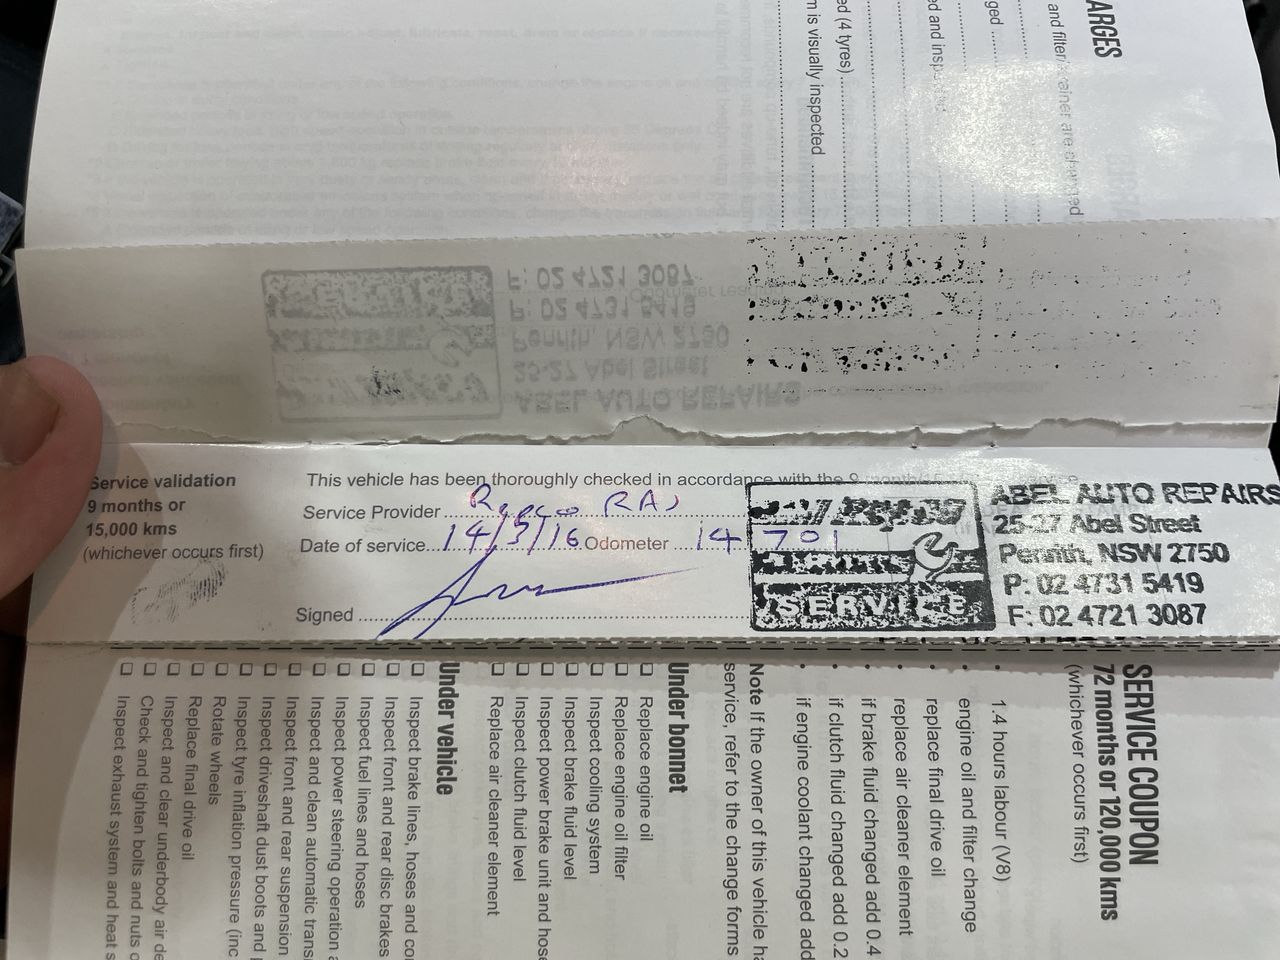 ARGES
and filter/strainer are changed
ged
ed and insp
ed (4 tyres)
m is visually inspected
F: 02 4721 3087
P: 02 4731 5419
Penrith, NSW 2750
25-27 Abel Street
ABEL AUTO REPAIRS
Service validation
9 months or
15,000 kms
(whichever occurs first)
This vehicle has been thoroughly checked in accordance with the 9 month
Service Provider Repco RAJ
Date of service 14/3/16 Odometer 14 701
Signed
SERVICE
ABEL AUTO REPAIRS
25-27 Abel Street
Penrith, NSW 2750
P: 02 4731 5419
F: 02 4721 3087
SERVICE COUPON
72 months or 120,000 kms
(whichever occurs first)
• 1.4 hours labour (V8)
• engine oil and filter change
• replace final drive oil
• replace air cleaner element
• if brake fluid changed add 0.4
• if clutch fluid changed add 0.2
• if engine coolant changed add
Note If the owner of this vehicle ha
service, refer to the change forms
Under bonnet
❑ Replace engine oil
❑ Replace engine oil filter
❑ Inspect cooling system
❑ Inspect brake fluid level
❑ Inspect power brake unit and hose
❑ Inspect clutch fluid level
❑ Replace air cleaner element
Under vehicle
❑ Inspect brake lines, hoses and con
❑ Inspect front and rear disc brakes
❑ Inspect fuel lines and hoses
❑ Inspect power steering operation a
❑ Inspect and clean automatic trans
❑ Inspect front and rear suspension
❑ Inspect driveshaft dust boots and
❑ Inspect tyre inflation pressure (inc
❑ Rotate wheels
❑ Replace final drive oil
❑ Inspect and clear underbody air de
❑ Check and tighten bolts and nuts o
❑ Inspect exhaust system and heat s